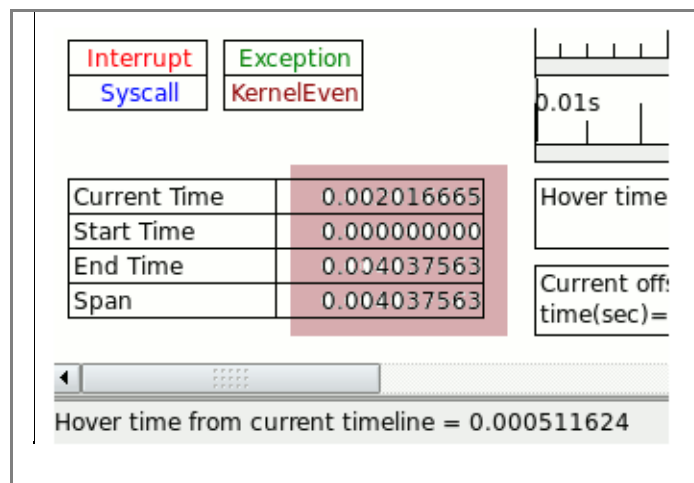 Interrupt Exception
Syscall KernelEven
0.01s
Current Time 0.002016665
Start Time 0.000000000
End Time 0.004037563
Span 0.004037563
Hover time
Current offs
time(sec)=
Hover time from current timeline = 0.000511624